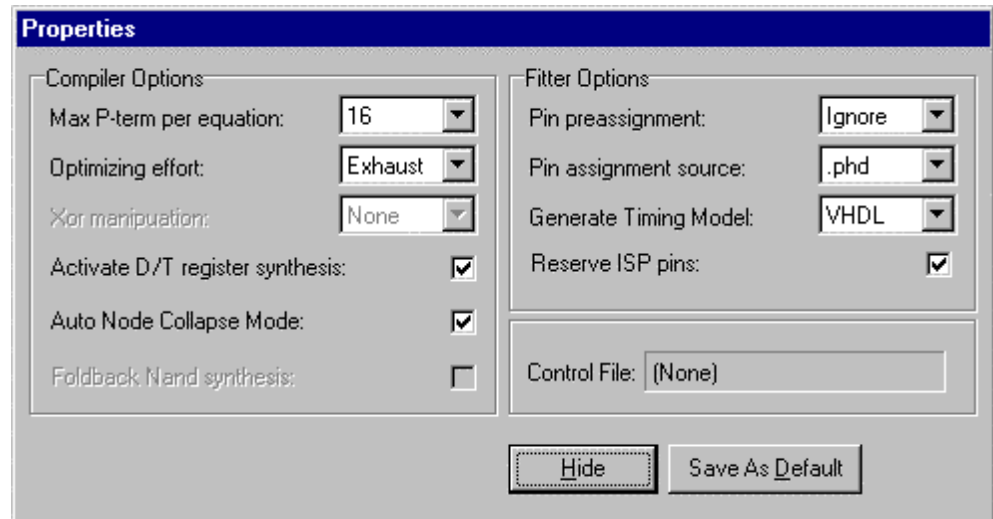 Properties
Compiler Options
Max P-term per equation: 16
Optimizing effort: Exhaust
Xor manipuation: None
Activate D/T register synthesis:
Auto Node Collapse Mode:
Foldback Nand synthesis:
Fitter Options
Pin preassignment: Ignore
Pin assignment source: .phd
Generate Timing Model: VHDL
Reserve ISP pins:
Control File: (None)
Hide Save As Default